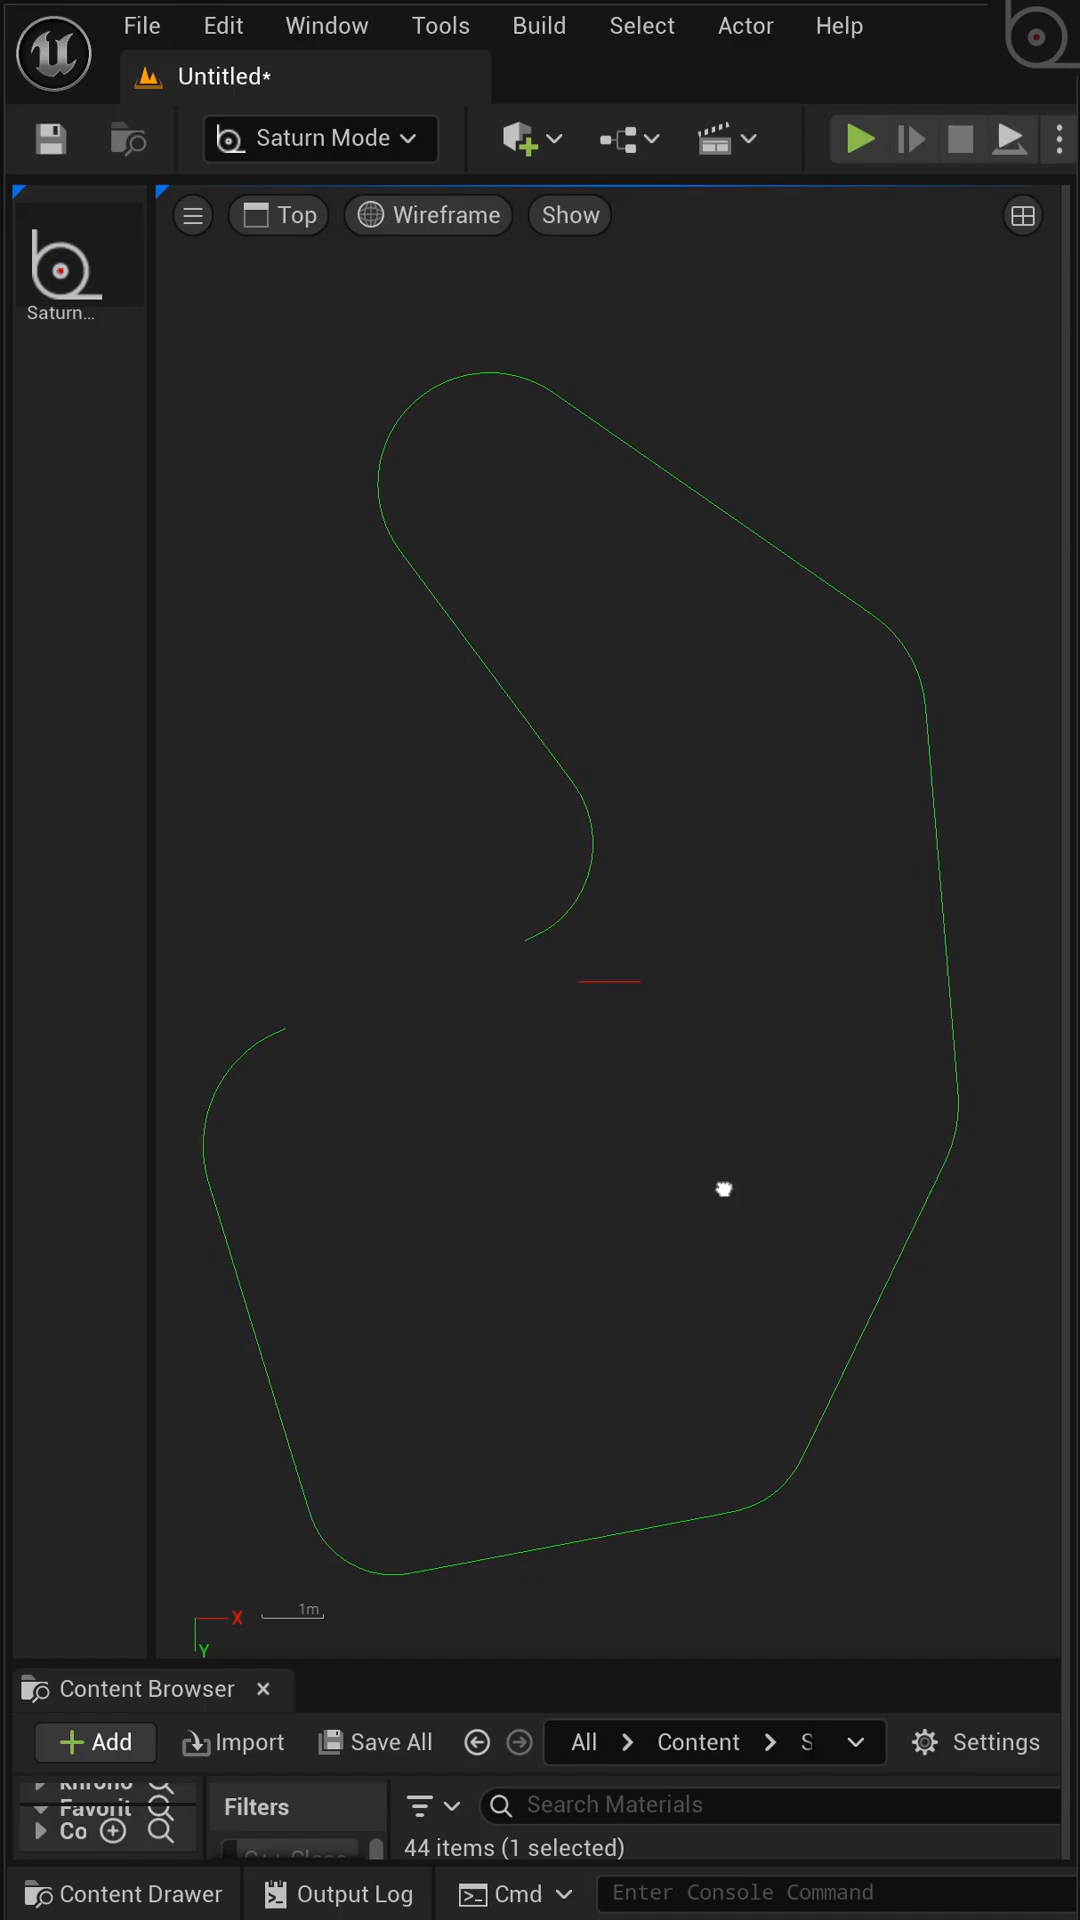 File Edit Window Tools Build Select Actor Help
Untitled*
Saturn Mode
Top Wireframe Show
Saturn...
1m
X
Y
Content Browser
Add Import Save All All Content S Settings
Favorit
Filters Search Materials
Co
44 items (1 selected)
Content Drawer Output Log Cmd Enter Console Command